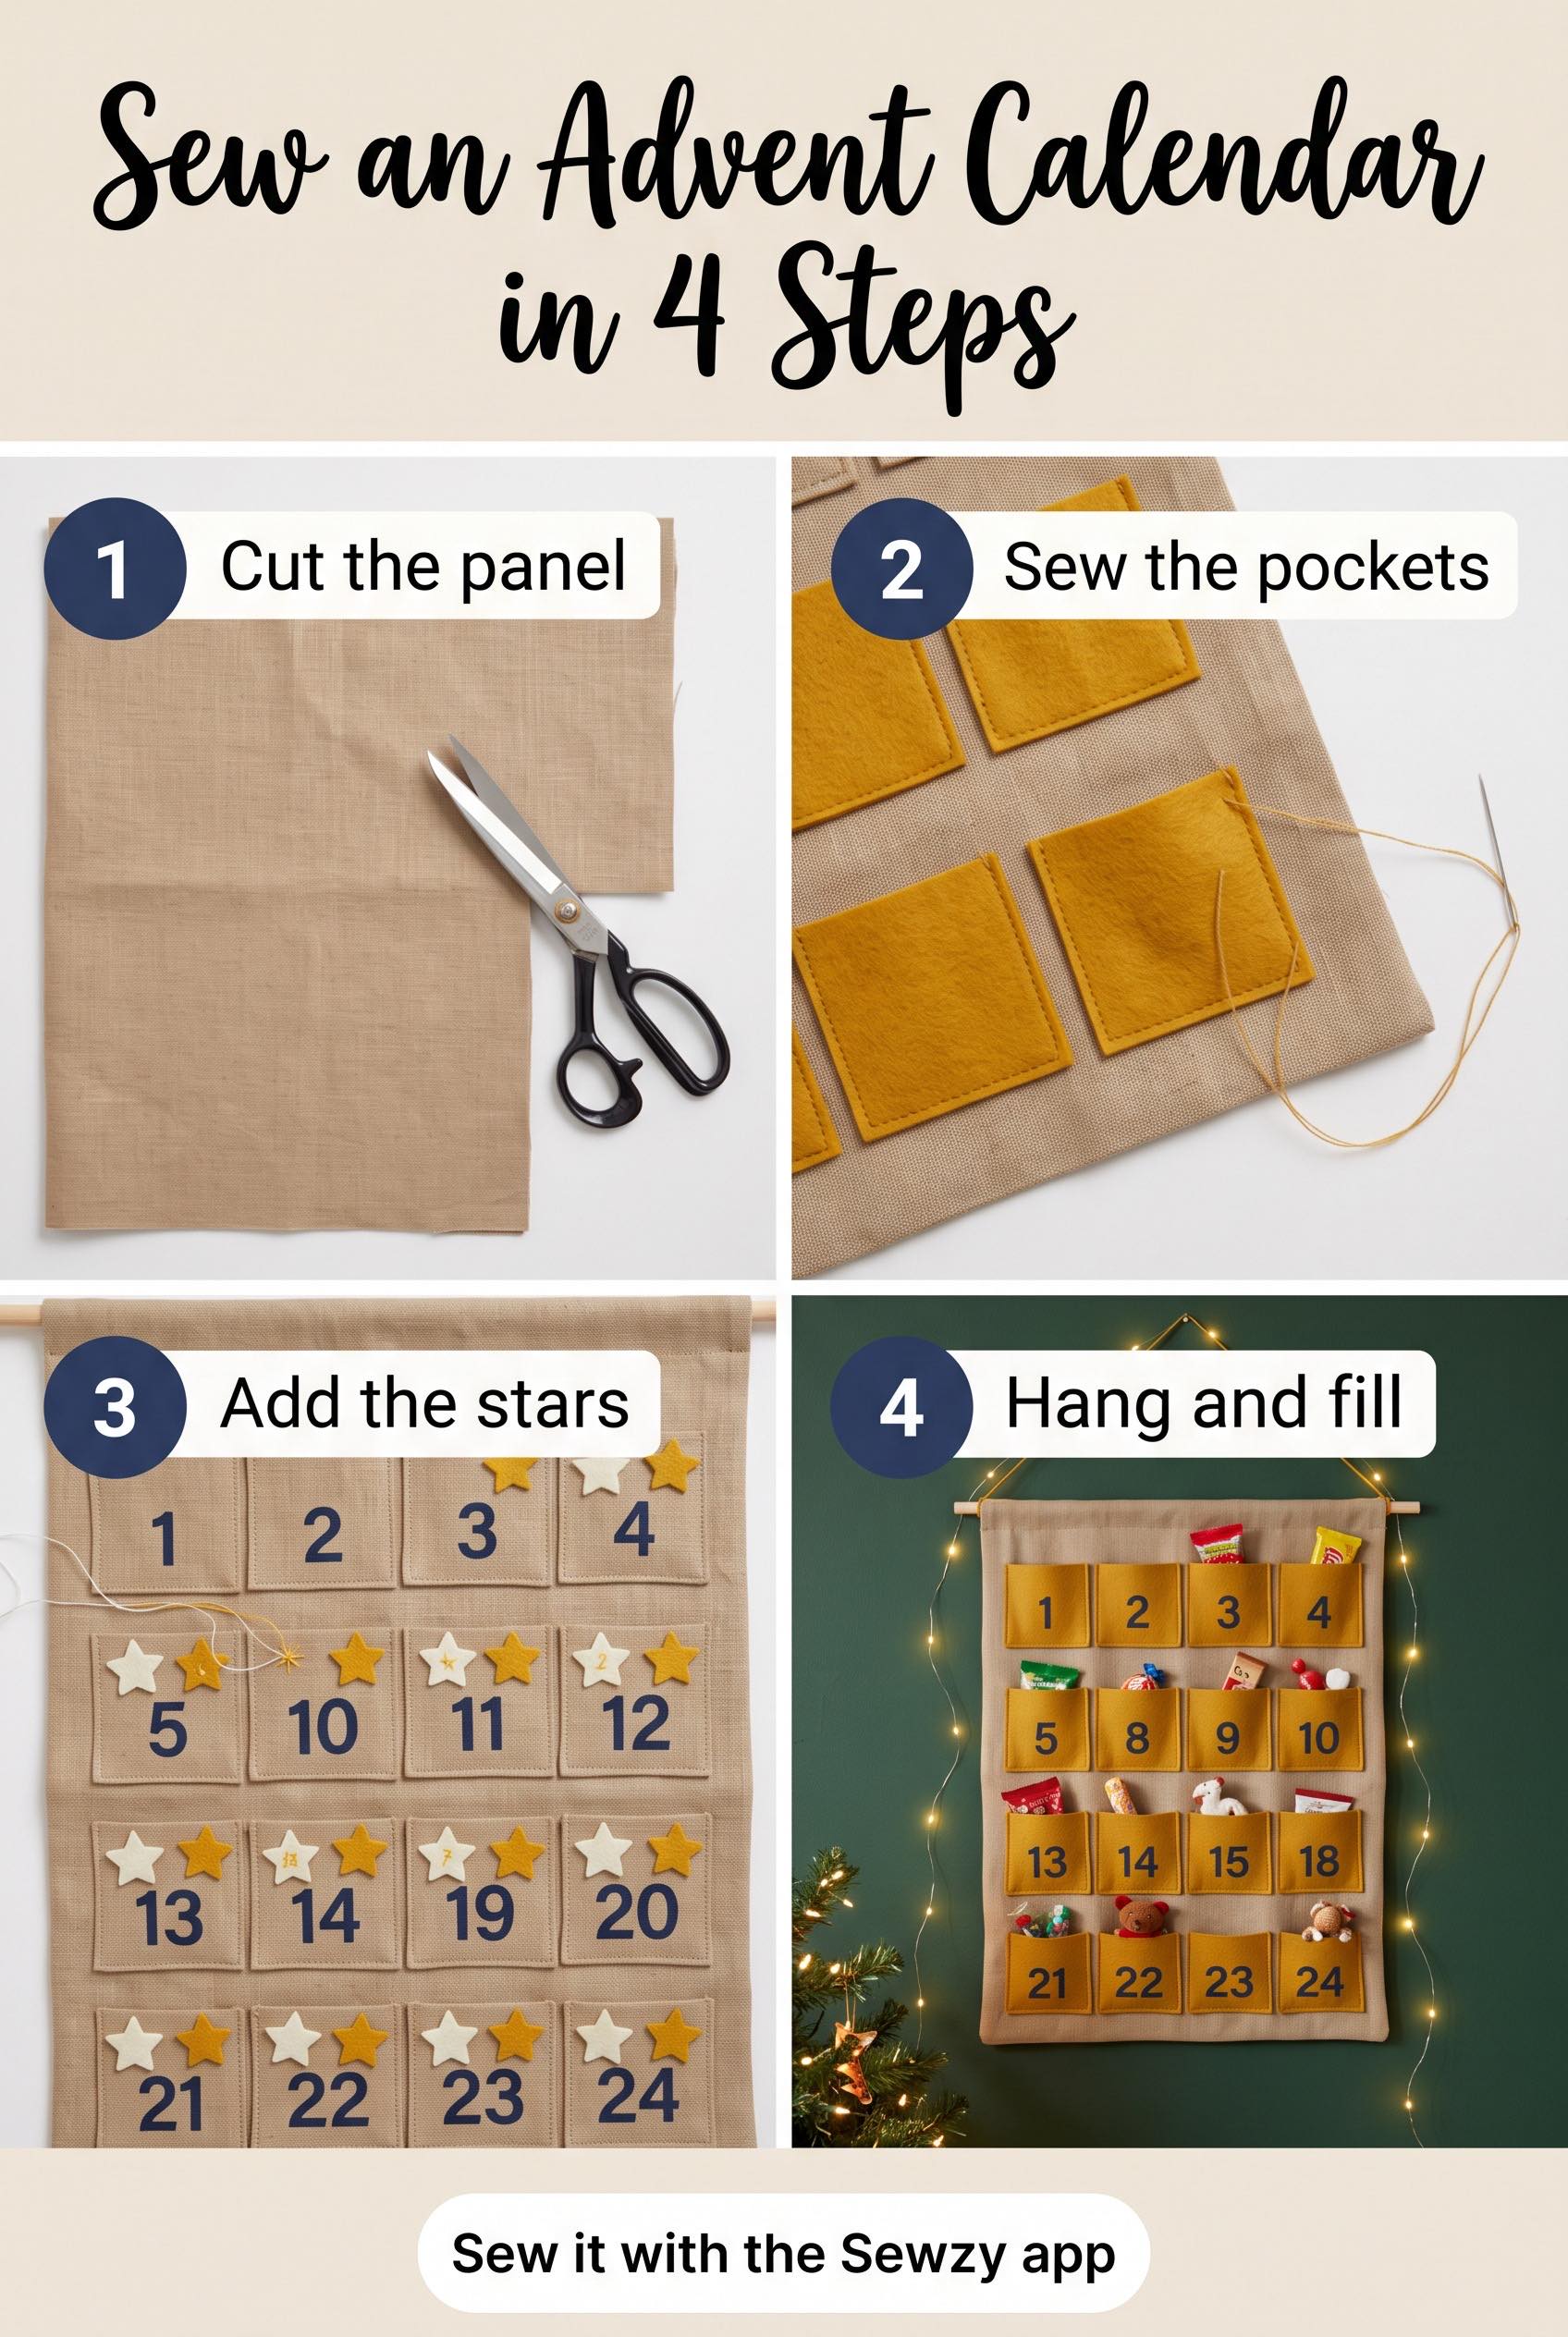 Sew an Advent Calendar
in 4 Steps
1 Cut the panel
2 Sew the pockets
3 Add the stars
1 2 3 4
5 10 11 12
2
13 14 19 20
7
21 22 23 24
4 Hang and fill
1 2 3 4
5 8 9 10
13 14 15 18
21 22 23 24
Sew it with the Sewzy app